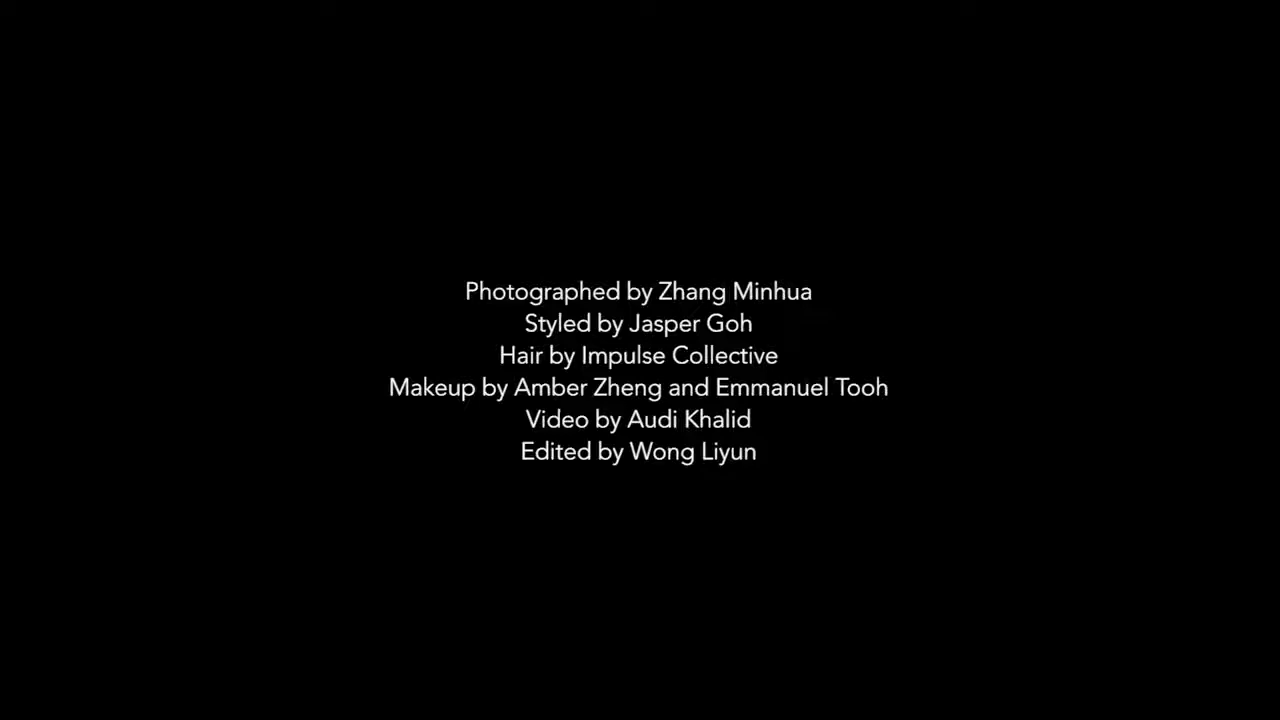 Photographed by Zhang Minhua
Styled by Jasper Goh
Hair by Impulse Collective
Makeup by Amber Zheng and Emmanuel Tooh
Video by Audi Khalid
Edited by Wong Liyun